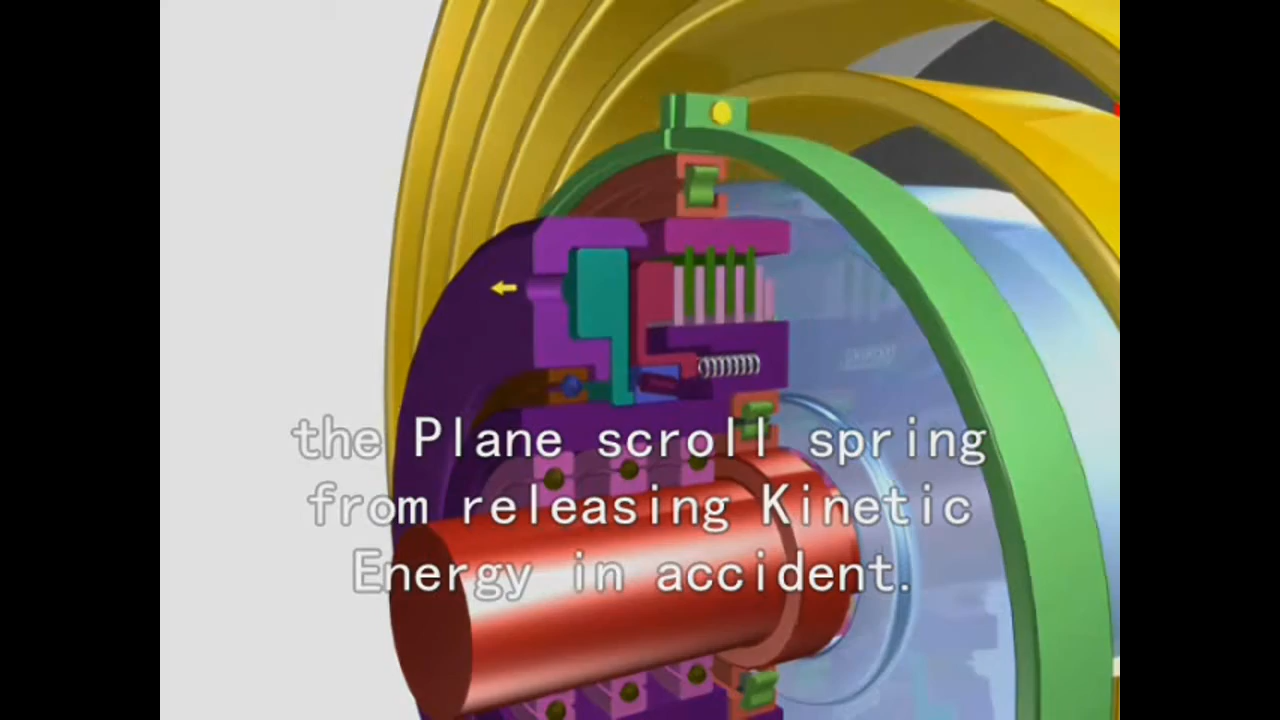 the Plane scroll spring
from releasing Kinetic
Energy in accident.